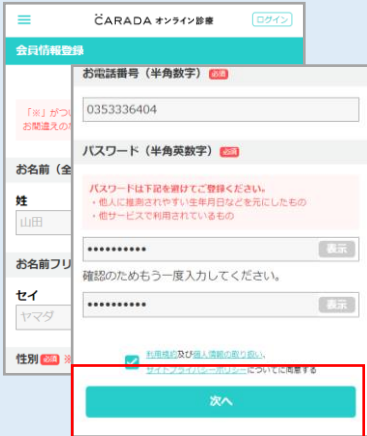 CARADA オンライン診療
ログイン
会員情報登録
「※」がつい
お間違えの
お名前（全
姓
山田
お名前フリ
セイ
ヤマダ
性別 必須 ※
お電話番号（半角数字） 必須
0353336404
パスワード（半角英数字） 必須
パスワードは下記を避けてご登録ください。
・他人に推測されやすい生年月日などを元にしたもの
・他サービスで利用されているもの
••••••••••
表示
確認のためもう一度入力してください。
••••••••••
表示
利用規約及び個人情報の取り扱い、
サイトプライバシーポリシーについてに同意する
次へ